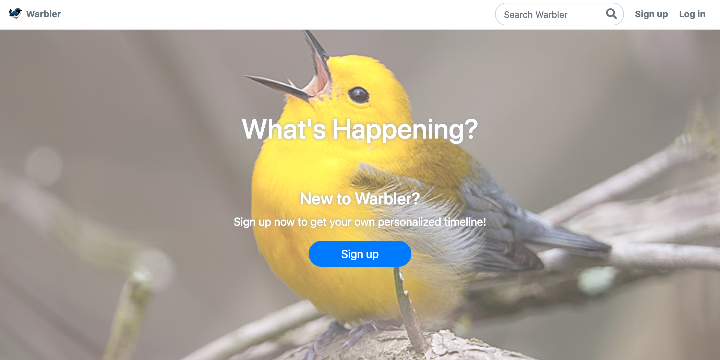 Warbler
Search Warbler
Sign up
Log in
What's Happening?
New to Warbler?
Sign up now to get your own personalized timeline!
Sign up